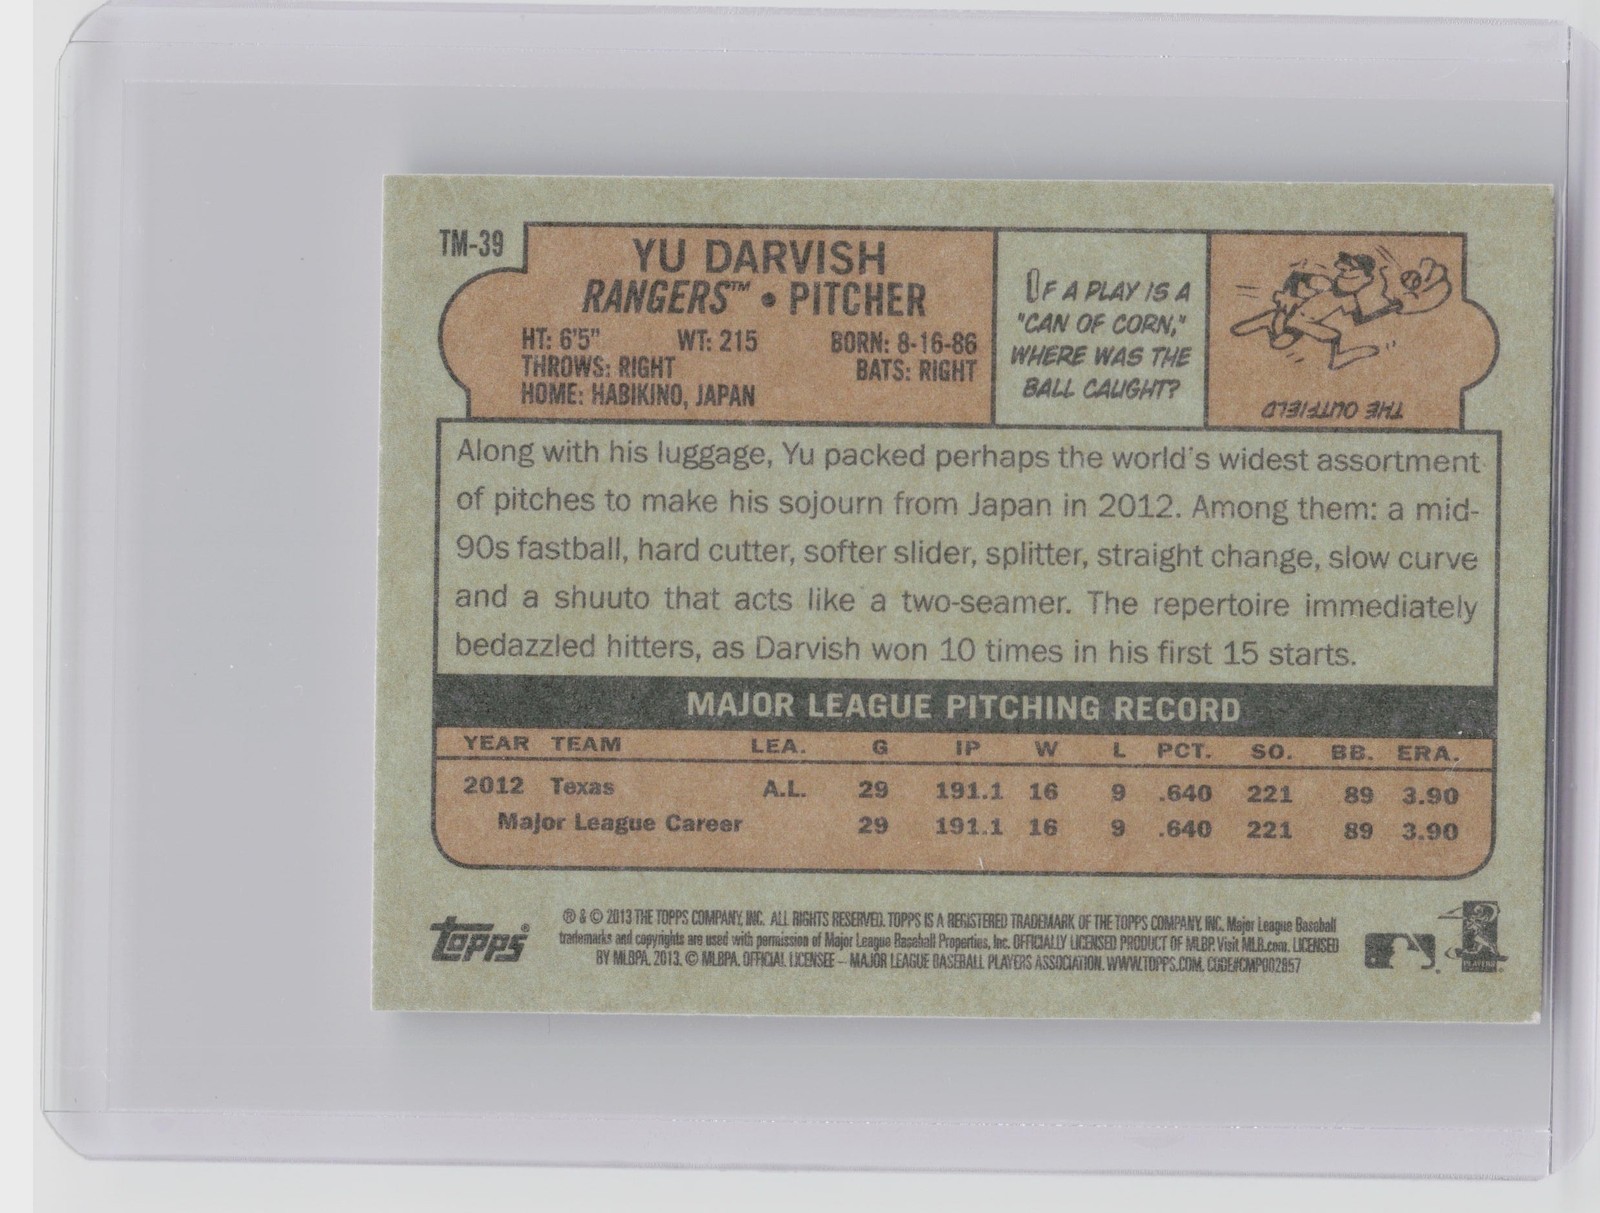 TM-39
YU DARVISH
RANGERS™ • PITCHER
HT: 6'5" WT: 215 BORN: 8-16-86
THROWS: RIGHT BATS: RIGHT
HOME: HABIKINO, JAPAN
IF A PLAY IS A
"CAN OF CORN,"
WHERE WAS THE
BALL CAUGHT?
THE OUTFIELD
Along with his luggage, Yu packed perhaps the world's widest assortment
of pitches to make his sojourn from Japan in 2012. Among them: a mid-
90s fastball, hard cutter, softer slider, splitter, straight change, slow curve
and a shuuto that acts like a two-seamer. The repertoire immediately
bedazzled hitters, as Darvish won 10 times in his first 15 starts.
MAJOR LEAGUE PITCHING RECORD
YEAR TEAM LEA. G IP W L PCT. SO. BB. ERA.
2012 Texas A.L. 29 191.1 16 9 .640 221 89 3.90
Major League Career 29 191.1 16 9 .640 221 89 3.90
topps®
® & © 2013 THE TOPPS COMPANY, INC. ALL RIGHTS RESERVED. TOPPS IS A REGISTERED TRADEMARK OF THE TOPPS COMPANY, INC. Major League Baseball
trademarks and copyrights are used with permission of Major League Baseball Properties, Inc. OFFICIALLY LICENSED PRODUCT OF MLBP. Visit MLB.com. LICENSED
BY MLBPA, 2013. © MLBPA. OFFICIAL LICENSEE – MAJOR LEAGUE BASEBALL PLAYERS ASSOCIATION. WWW.TOPPS.COM. CODE#CMP002857